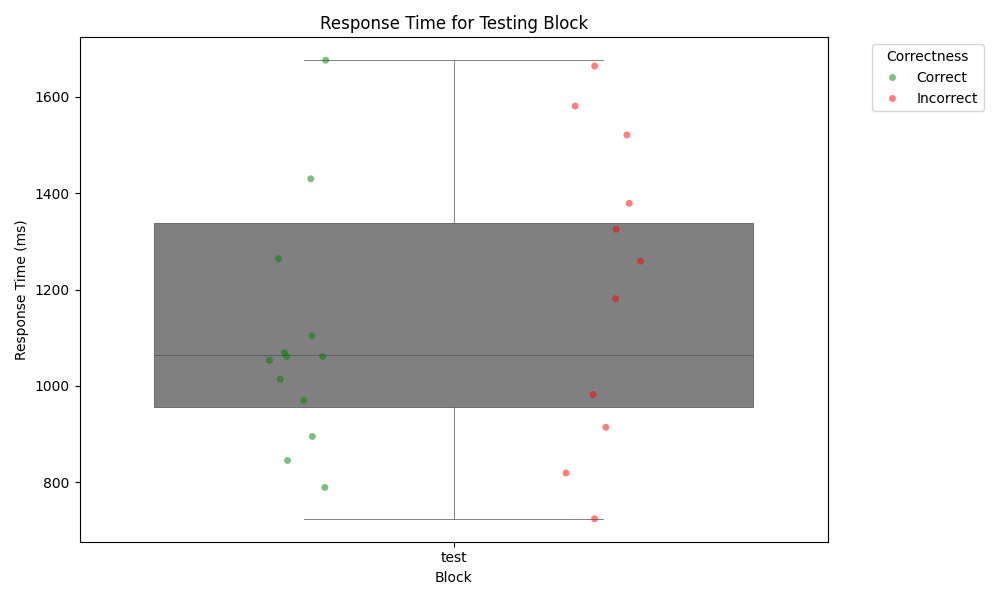 Response Time for Testing Block
Correctness
Correct
Incorrect
Response Time (ms)
1600
1400
1200
1000
800
test
Block